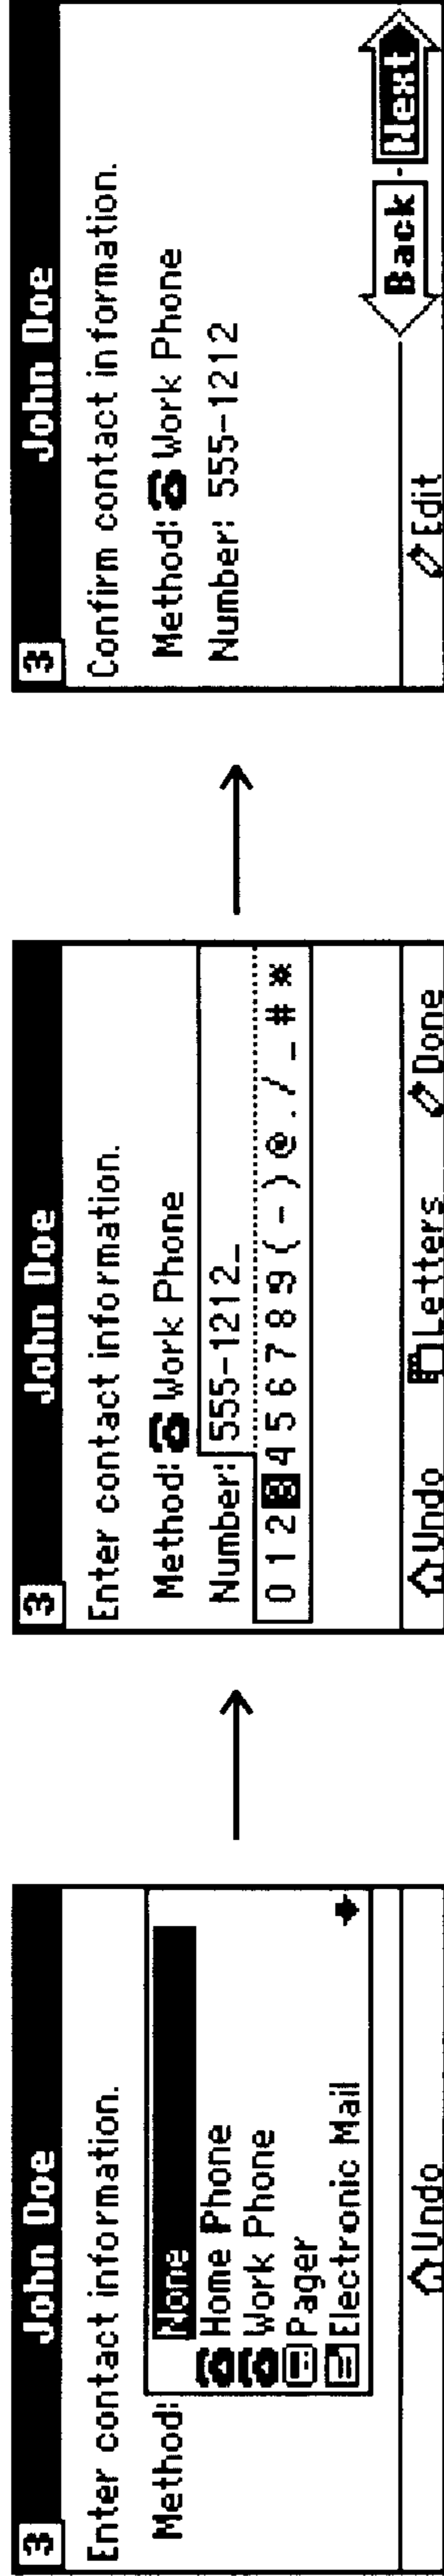 3 John Doe
Enter contact information.
Method: None
Home Phone
Work Phone
Pager
Electronic Mail
Undo
3 John Doe
Enter contact information.
Method: Work Phone
Number: 555-1212_
0 1 2 3 4 5 6 7 8 9 ( - ) @ . / _ # *
Undo Letters Done
3 John Doe
Confirm contact information.
Method: Work Phone
Number: 555-1212
Edit Back Next